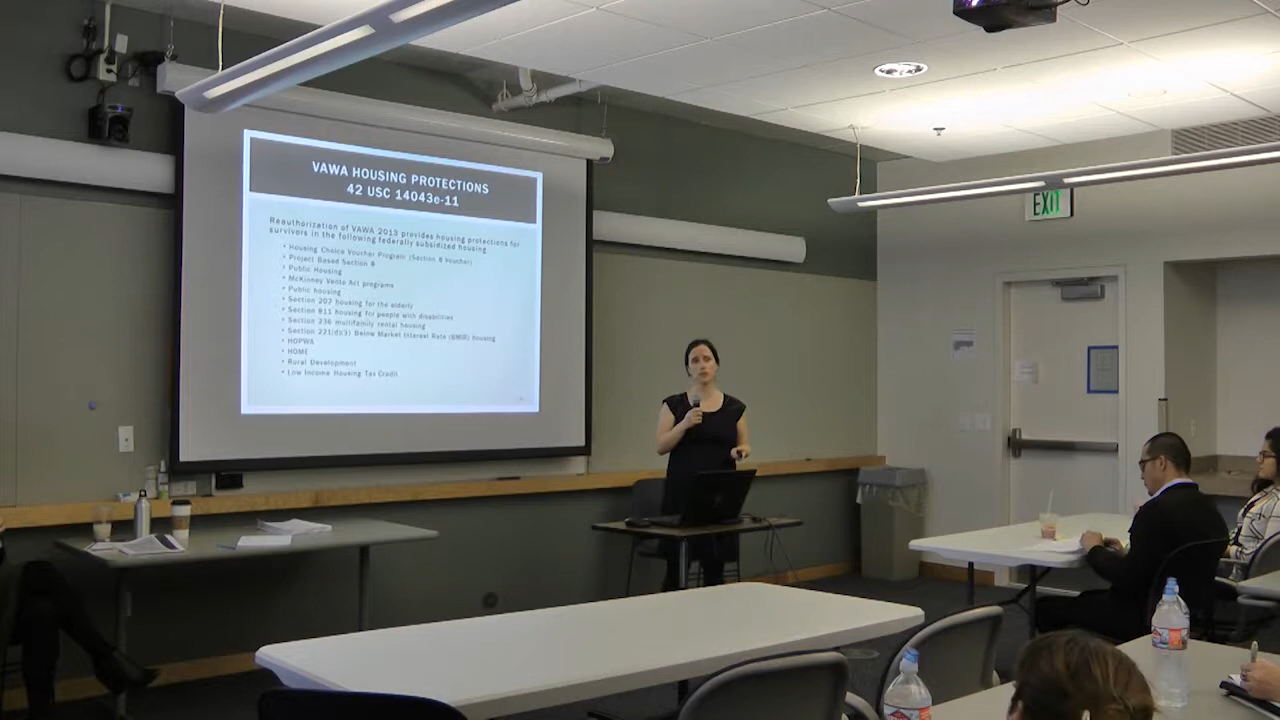 VAWA HOUSING PROTECTIONS
42 USC 14043e-11
Reauthorization of VAWA 2013 provides housing protections for
survivors in the following federally subsidized housing
• Housing Choice Voucher Program (Section 8 Voucher)
• Project Based Section 8
• Public Housing
• McKinney Vento Act programs
• Public housing
• Section 202 housing for the elderly
• Section 811 housing for people with disabilities
• Section 236 multifamily rental housing
• Section 221(d)(3) Below Market Interest Rate (BMIR) housing
• HOPWA
• HOME
• Rural Development
• Low Income Housing Tax Credit
EXIT